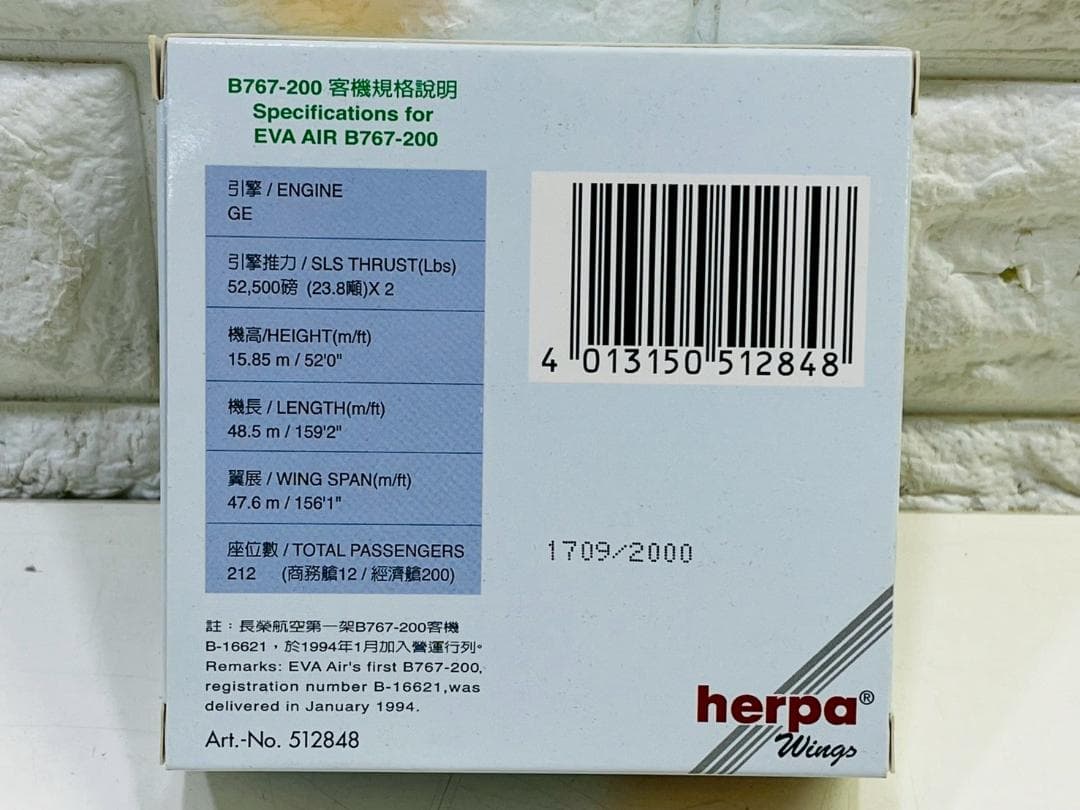 B767-200 客機規格說明
Specifications for
EVA AIR B767-200
引擎 / ENGINE
GE
引擎推力 / SLS THRUST(Lbs)
52,500磅 (23.8噸)X 2
機高/HEIGHT(m/ft)
15.85 m / 52'0"
機長 / LENGTH(m/ft)
48.5 m / 159'2"
翼展 / WING SPAN(m/ft)
47.6 m / 156'1"
座位數 / TOTAL PASSENGERS
212 (商務艙12 / 經濟艙200)
註：長榮航空第一架B767-200客機
B-16621，於1994年1月加入營運行列。
Remarks: EVA Air's first B767-200,
registration number B-16621,was
delivered in January 1994.
Art.-No. 512848
4 013150 512848
1709/2000
herpa®
Wings